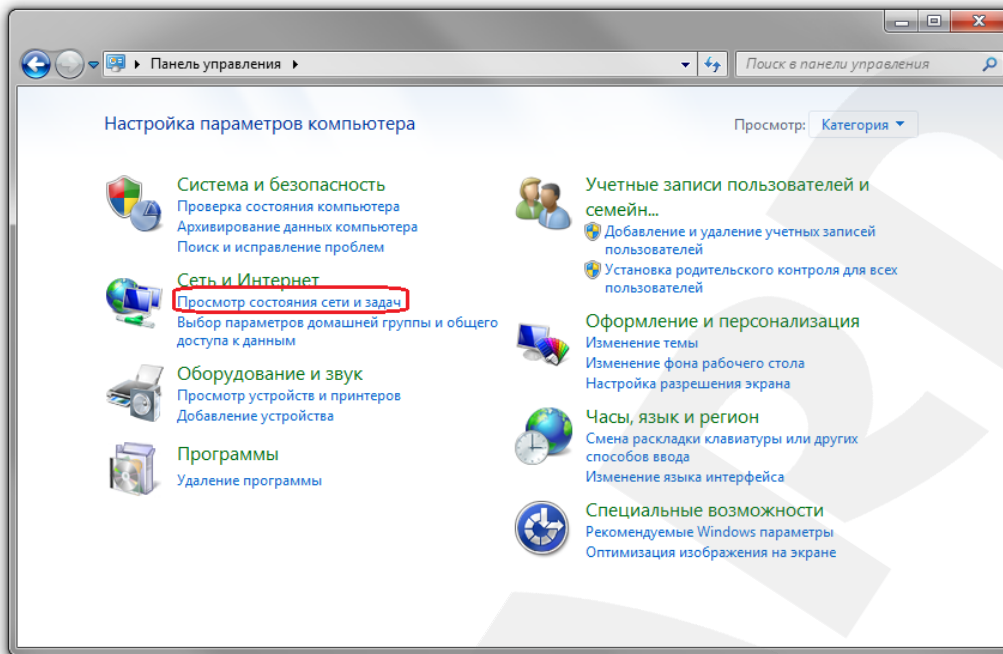 Панель управления
Поиск в панели управления
Настройка параметров компьютера
Просмотр: Категория
Система и безопасность
Проверка состояния компьютера
Архивирование данных компьютера
Поиск и исправление проблем
Сеть и Интернет
Просмотр состояния сети и задач
Выбор параметров домашней группы и общего
доступа к данным
Оборудование и звук
Просмотр устройств и принтеров
Добавление устройства
Программы
Удаление программы
Учетные записи пользователей и
семейн...
Добавление и удаление учетных записей
пользователей
Установка родительского контроля для всех
пользователей
Оформление и персонализация
Изменение темы
Изменение фона рабочего стола
Настройка разрешения экрана
Часы, язык и регион
Смена раскладки клавиатуры или других
способов ввода
Изменение языка интерфейса
Специальные возможности
Рекомендуемые Windows параметры
Оптимизация изображения на экране